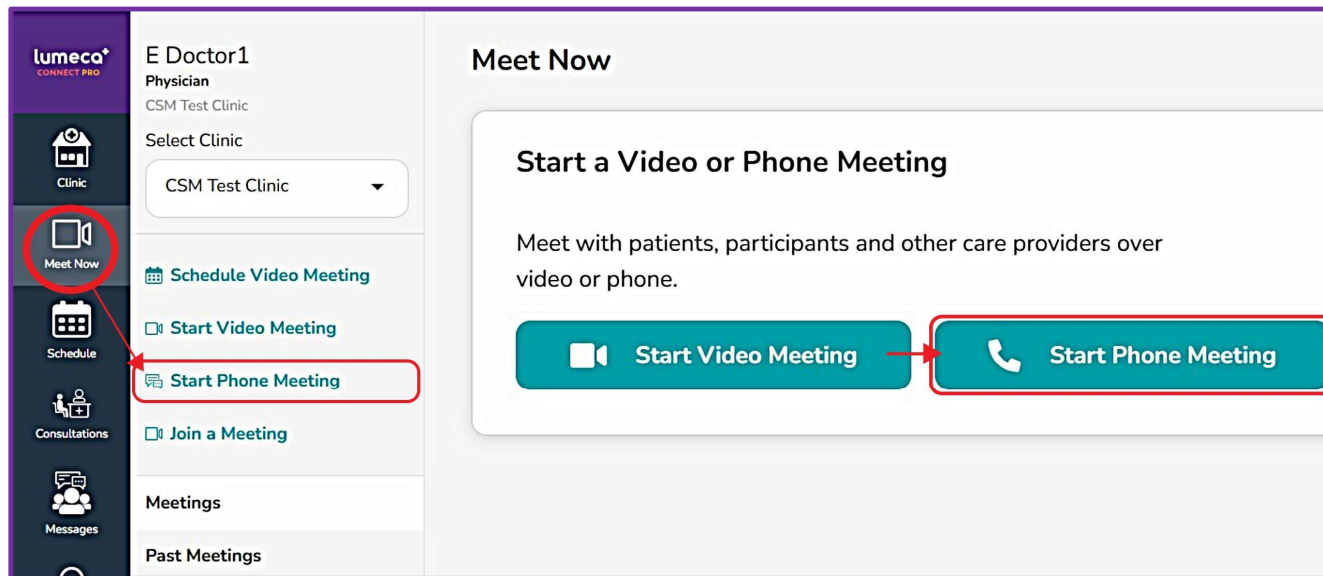 lumeca+
CONNECT PRO
Clinic
Meet Now
Schedule
Consultations
Messages
E Doctor1
Physician
CSM Test Clinic
Select Clinic
CSM Test Clinic
Schedule Video Meeting
Start Video Meeting
Start Phone Meeting
Join a Meeting
Meetings
Past Meetings
Meet Now
Start a Video or Phone Meeting
Meet with patients, participants and other care providers over
video or phone.
Start Video Meeting
Start Phone Meeting